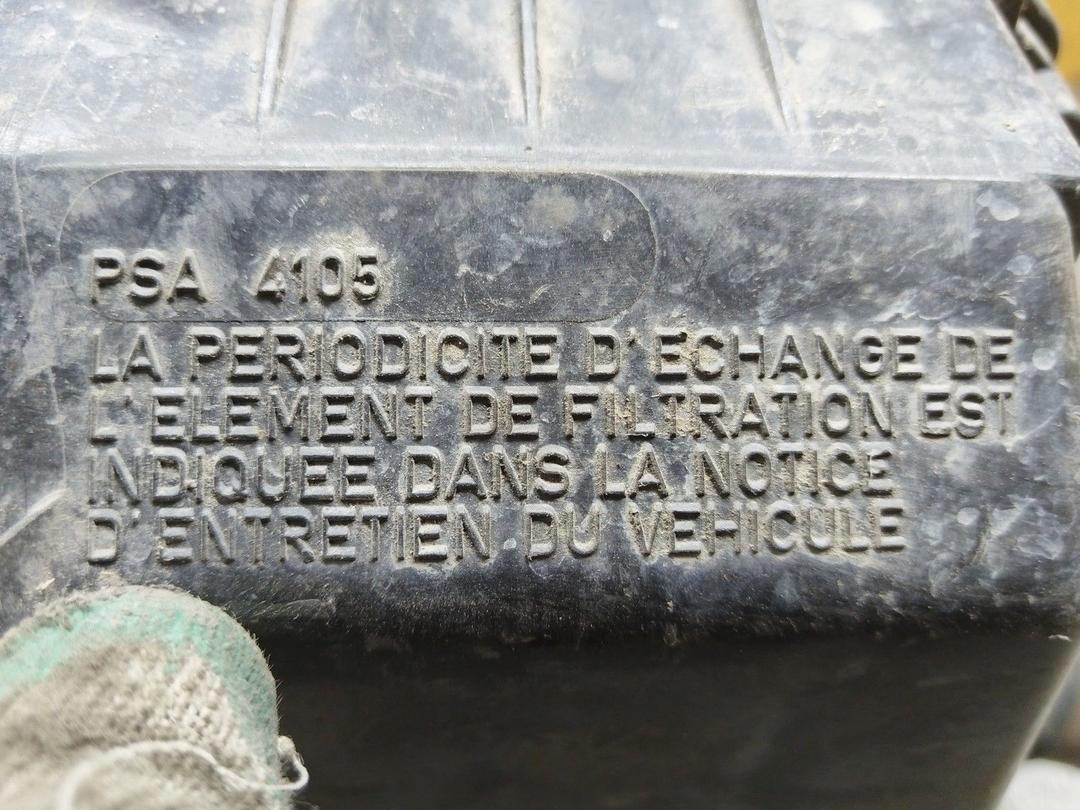 PSA 4105
LA PERIODICITE D'ECHANGE DE
L'ELEMENT DE FILTRATION EST
INDIQUEE DANS LA NOTICE
D'ENTRETIEN DU VEHICULE